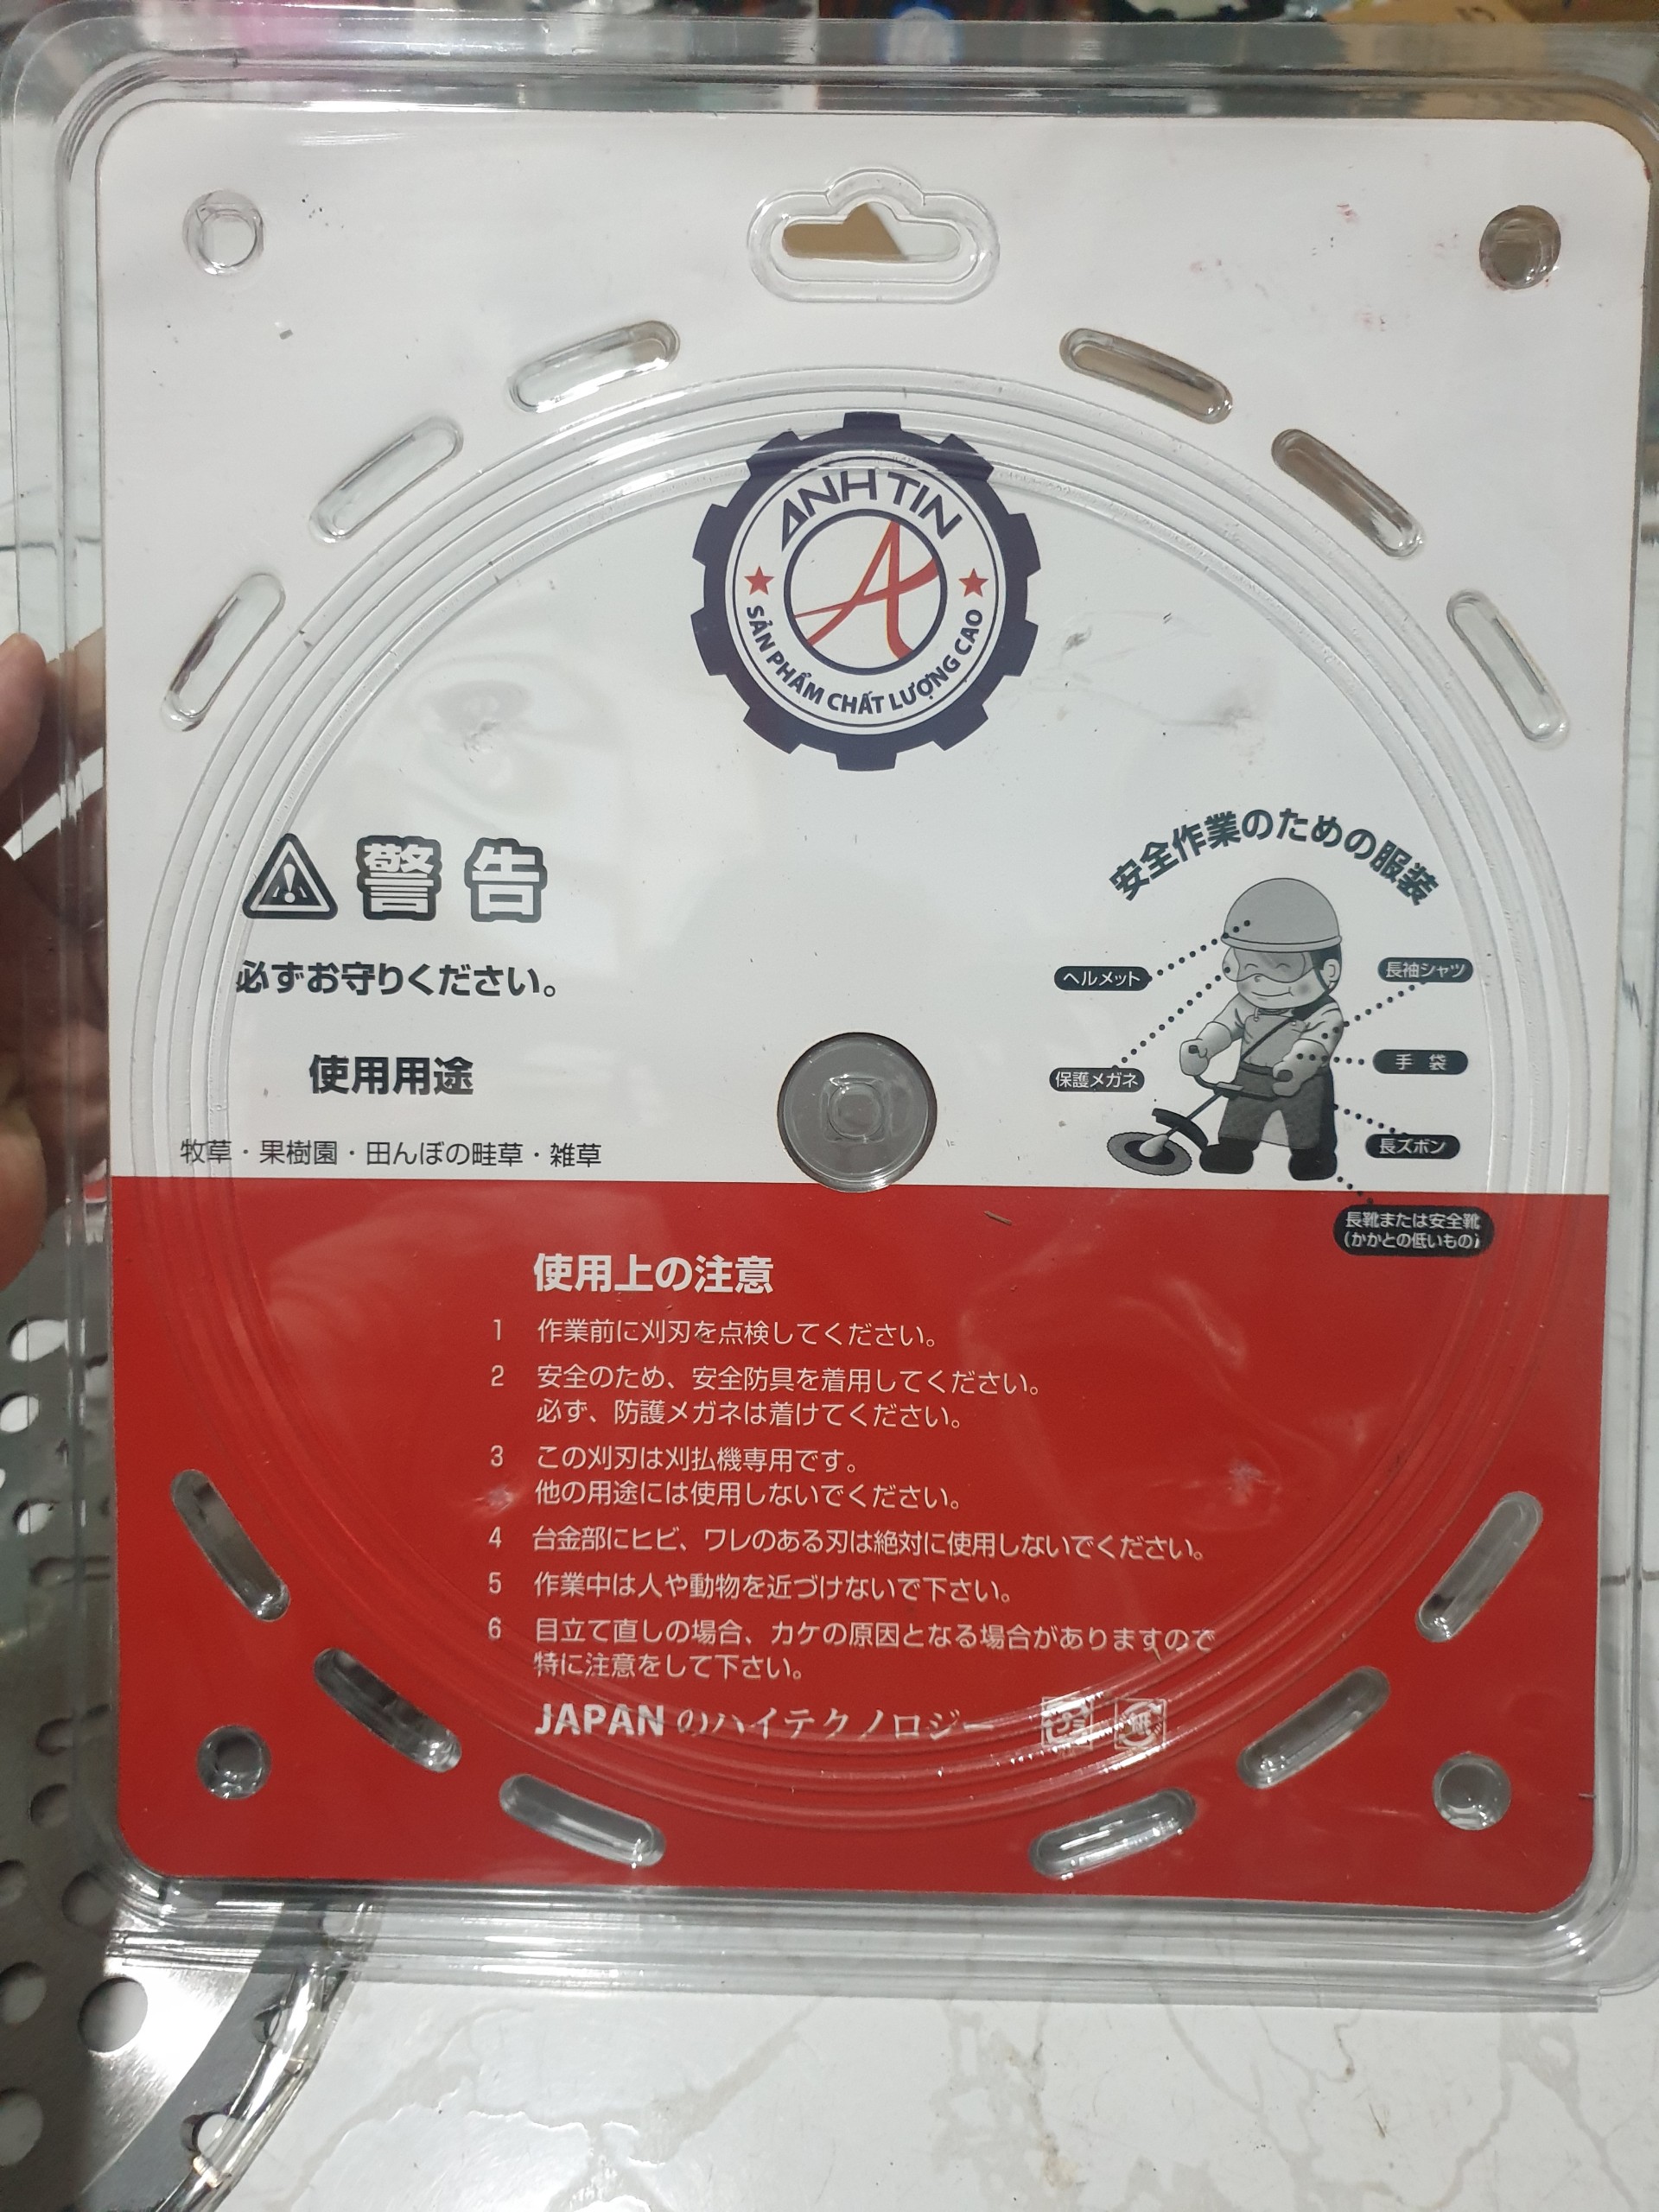 ANH TIN
A
SẢN PHẨM CHẤT LƯỢNG CAO
警告
必ずお守りください。
使用用途
牧草・果樹園・田んぼの畦草・雑草
安全作業のための服装
ヘルメット
長袖シャツ
保護メガネ
手袋
長ズボン
長靴または安全靴
(かかとの低いもの)
使用上の注意
1 作業前に刈刃を点検してください。
2 安全のため、安全防具を着用してください。
必ず、防護メガネは着けてください。
3 この刈刃は刈払機専用です。
他の用途には使用しないでください。
4 台金部にヒビ、ワレのある刃は絶対に使用しないでください。
5 作業中は人や動物を近づけないで下さい。
6 目立て直しの場合、カケの原因となる場合がありますので
特に注意をして下さい。
JAPANのハイテクノロジー
プラ 紙